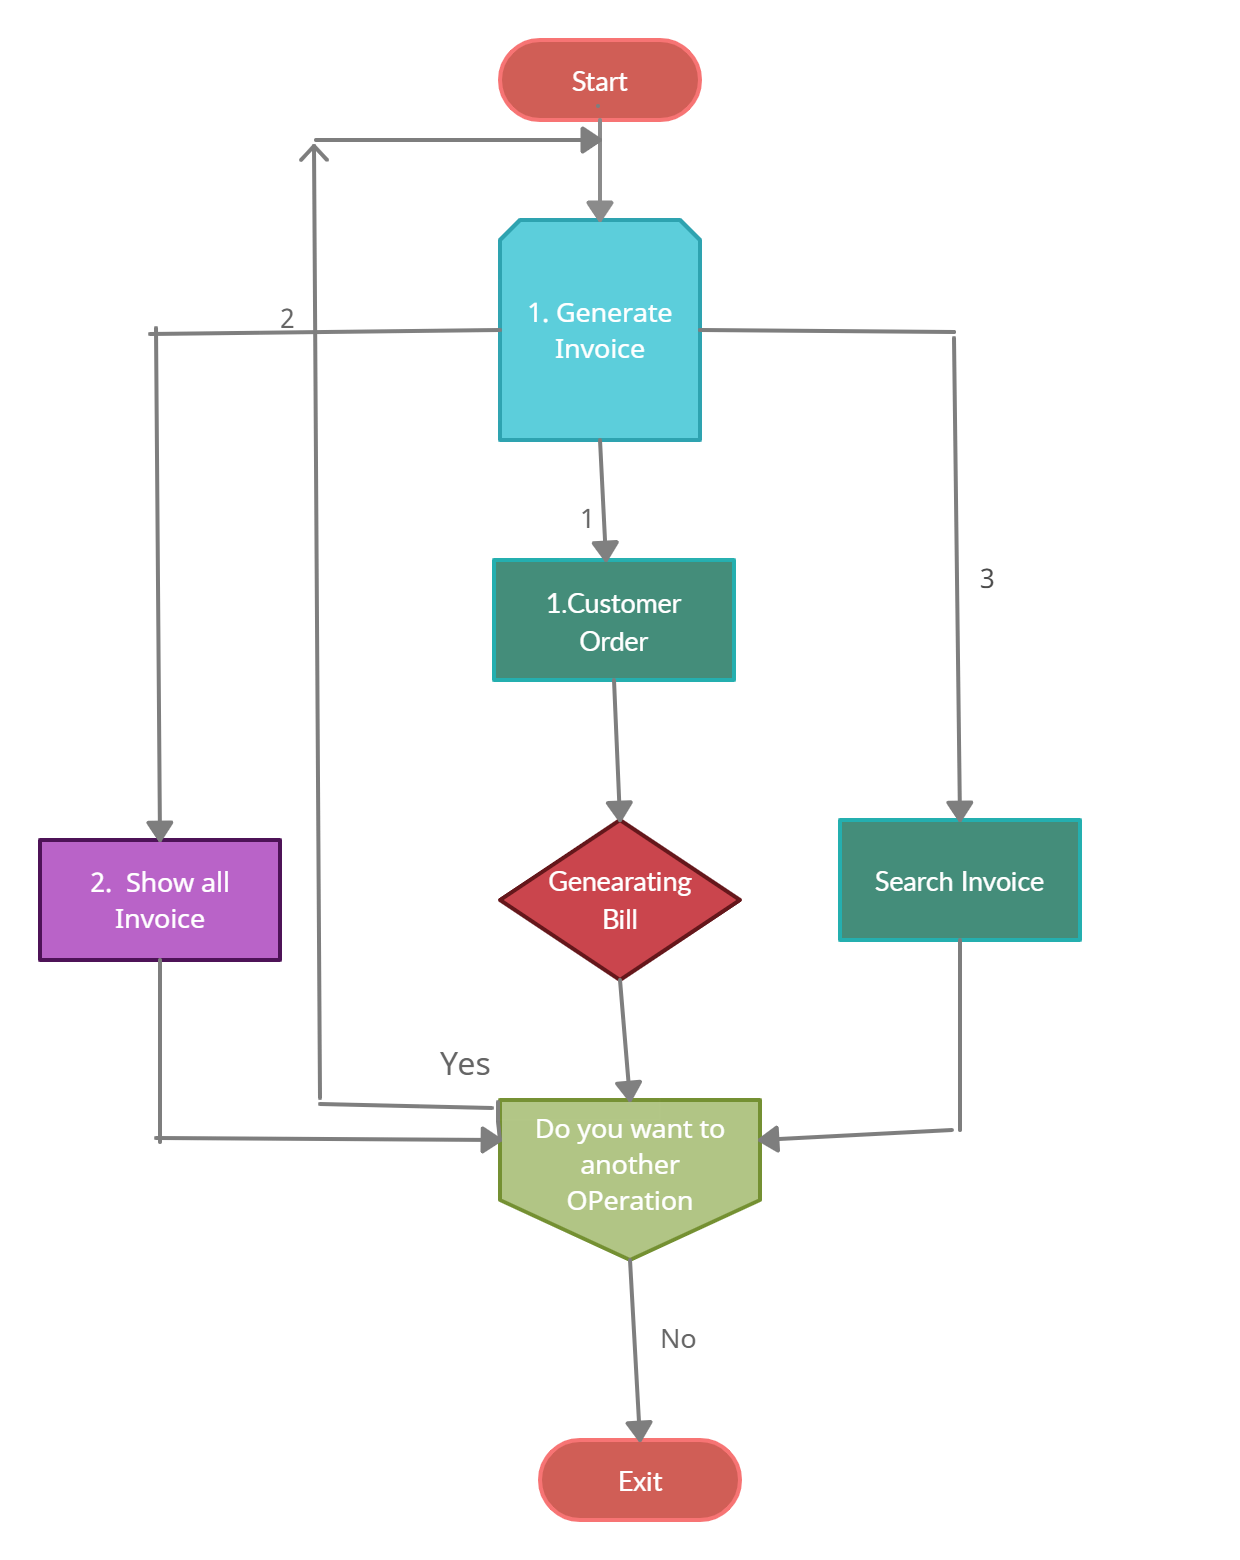 Start
2
1. Generate
Invoice
1
3
1.Customer
Order
2.  Show all
Invoice
Genearating
Bill
Search Invoice
Yes
Do you want to
another
OPeration
No
Exit